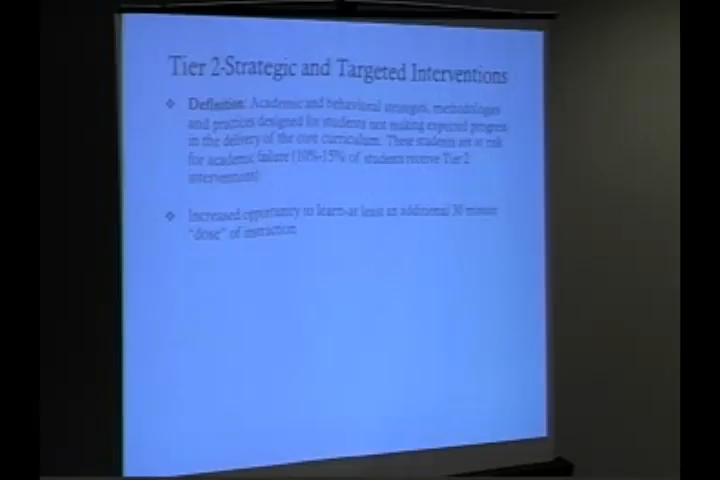 Tier 2-Strategic and Targeted Interventions
Definition: Academic and behavioral strategies, methodologies
and practices designed for students not making expected progress
in the delivery of the core curriculum. These students are at risk
for academic failure (10%-15% of students receive Tier 2
interventions)
Increased opportunity to learn-at least an additional 30 minute
"dose" of instruction